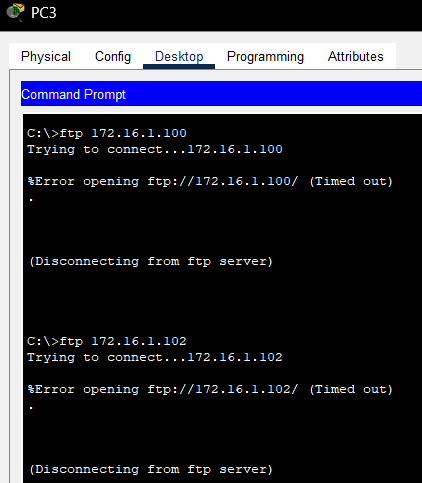 PC3
Physical Config Desktop Programming Attributes
Command Prompt
C:\>ftp 172.16.1.100
Trying to connect...172.16.1.100
%Error opening ftp://172.16.1.100/ (Timed out)
.
(Disconnecting from ftp server)
C:\>ftp 172.16.1.102
Trying to connect...172.16.1.102
%Error opening ftp://172.16.1.102/ (Timed out)
.
(Disconnecting from ftp server)